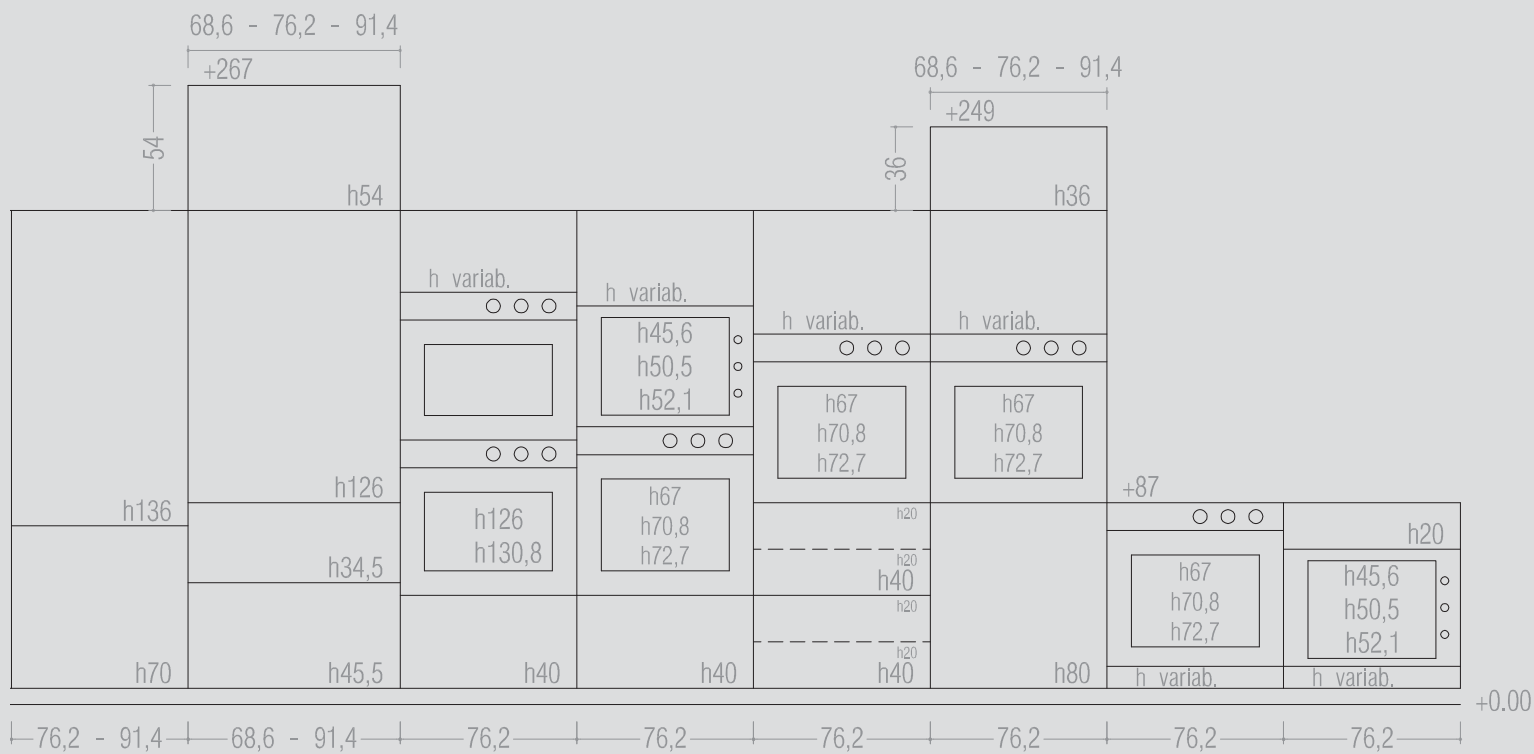 68,6 - 76,2 - 91,4
+267
54
h54
68,6 - 76,2 - 91,4
+249
36
h36
h variab.
h variab.
h45,6
h50,5
h52,1
h variab.
h variab.
h67
h70,8
h72,7
h67
h70,8
h72,7
h136
h126
h34,5
h126
h130,8
h67
h70,8
h72,7
h20
h20
h40
h20
h20
h40
+87
h20
h67
h70,8
h72,7
h45,6
h50,5
h52,1
h70
h45,5
h40
h40
h80
h variab.
h variab.
+0.00
76,2 - 91,4
68,6 - 91,4
76,2
76,2
76,2
76,2
76,2
76,2